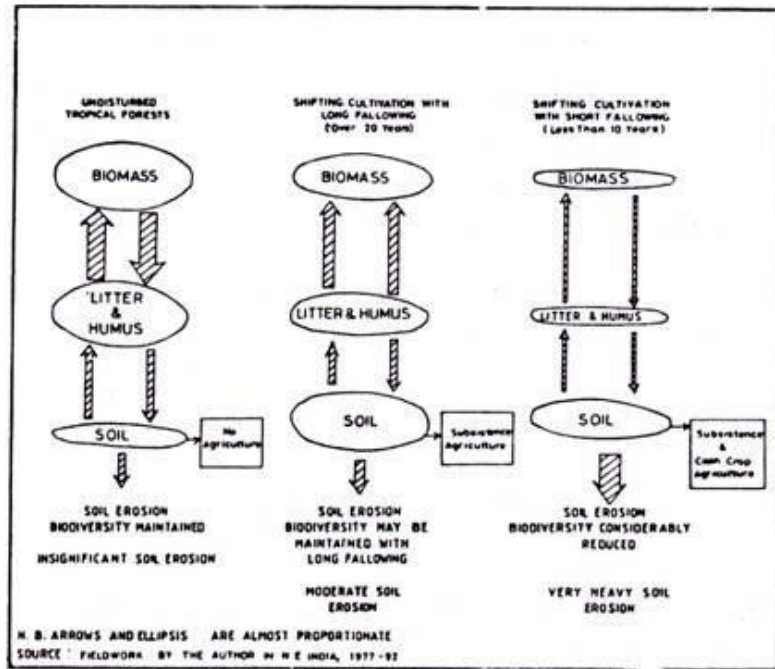 UNDISTURBED
TROPICAL FORESTS
BIOMASS
LITTER
&
HUMUS
SOIL
No
Agriculture
SOIL EROSION
BIODIVERSITY MAINTAINED
INSIGNIFICANT SOIL EROSION
SHIFTING CULTIVATION WITH
LONG FALLOWING
(Over 20 Years)
BIOMASS
LITTER & HUMUS
SOIL
Subsistence
Agriculture
SOIL EROSION
BIODIVERSITY MAY BE
MAINTAINED WITH
LONG FALLOWING
MODERATE SOIL
EROSION
SHIFTING CULTIVATION
WITH SHORT FALLOWING
(Less Than 10 Years)
BIOMASS
LITTER & HUMUS
SOIL
Subsistence
&
Cash Crop
Agriculture
SOIL EROSION
BIODIVERSITY CONSIDERABLY
REDUCED
VERY HEAVY SOIL
EROSION
N. B. ARROWS AND ELLIPSIS ARE ALMOST PROPORTIONATE
SOURCE: FIELDWORK BY THE AUTHOR IN N E INDIA, 1977-92